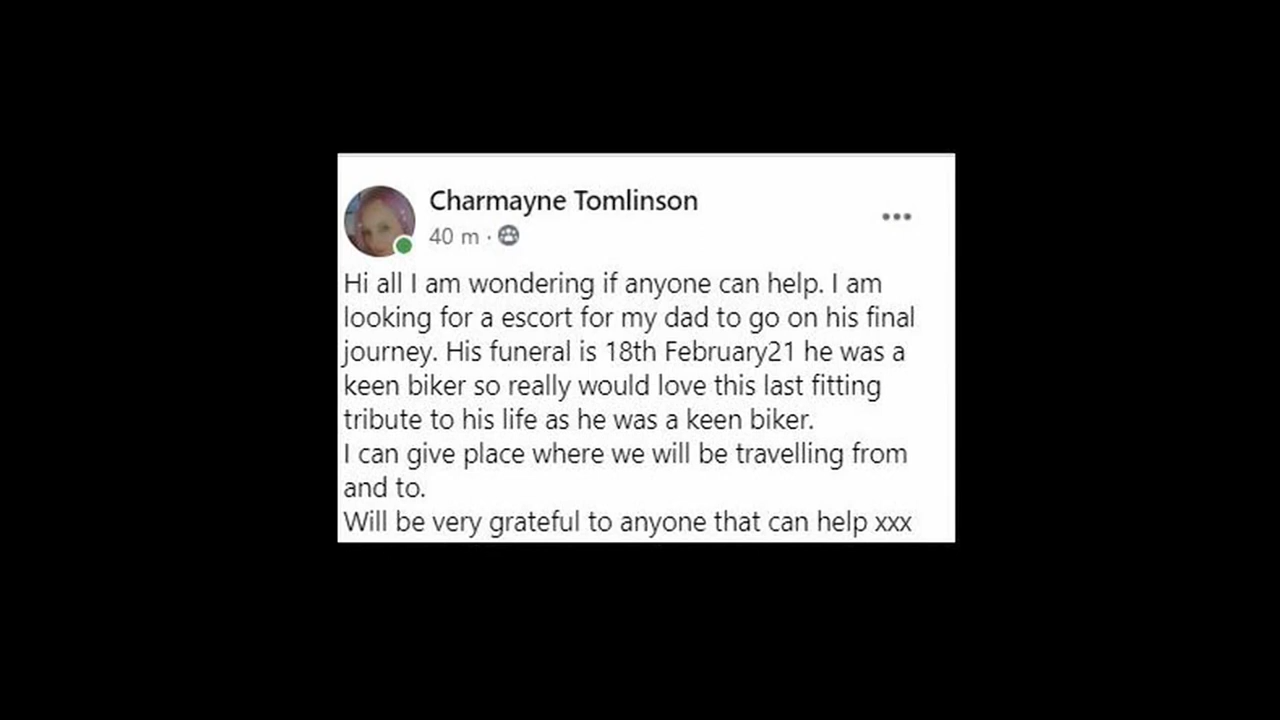 Charmayne Tomlinson
40 m ·
Hi all I am wondering if anyone can help. I am
looking for a escort for my dad to go on his final
journey. His funeral is 18th February21 he was a
keen biker so really would love this last fitting
tribute to his life as he was a keen biker.
I can give place where we will be travelling from
and to.
Will be very grateful to anyone that can help xxx